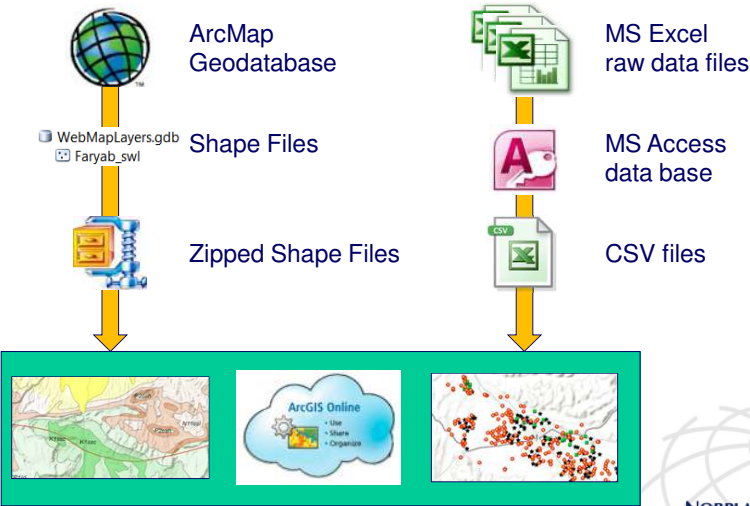 ArcMap
Geodatabase
WebMapLayers.gdb
Faryab_swl
Shape Files
Zipped Shape Files
MS Excel
raw data files
MS Access
data base
CSV
CSV files
ArcGIS Online
• Use
• Share
• Organize